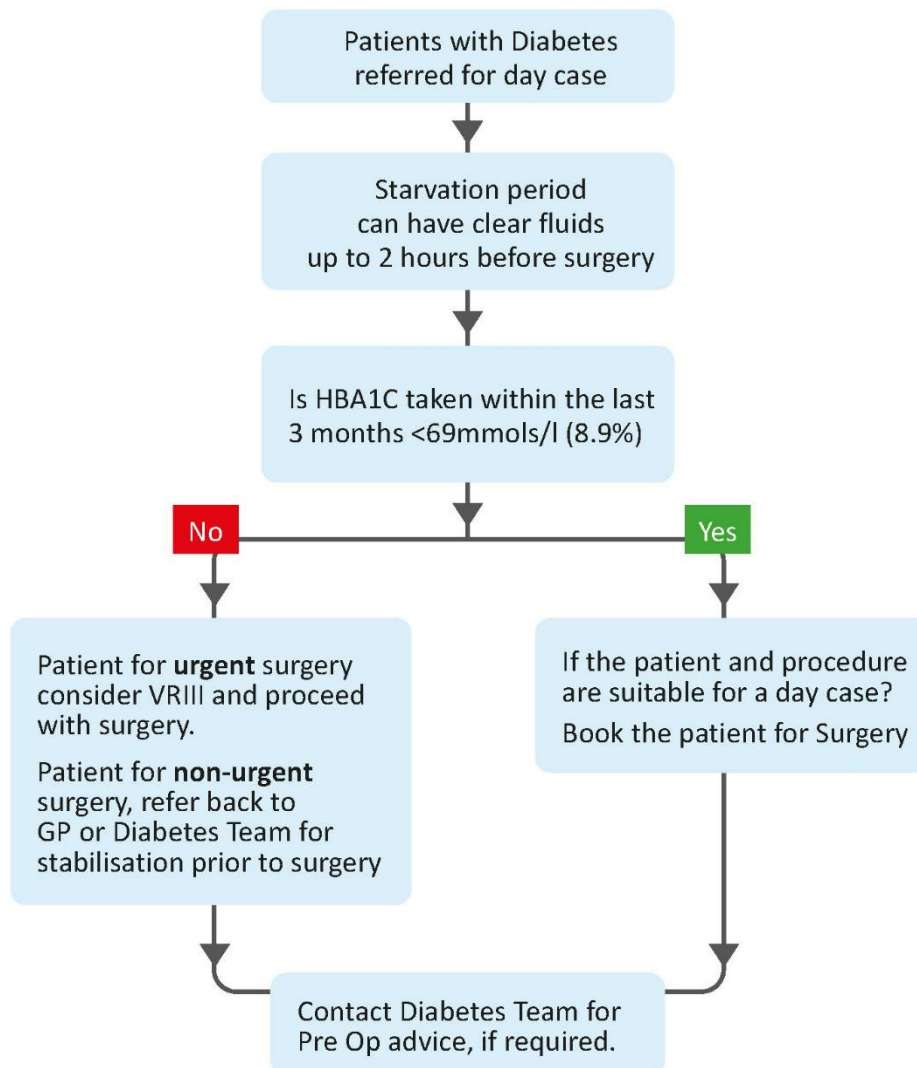 Patients with Diabetes
referred for day case
Starvation period
can have clear fluids
up to 2 hours before surgery
Is HBA1C taken within the last
3 months <69mmols/l (8.9%)
No
Yes
Patient for urgent surgery
consider VRIII and proceed
with surgery.
Patient for non-urgent
surgery, refer back to
GP or Diabetes Team for
stabilisation prior to surgery
If the patient and procedure
are suitable for a day case?
Book the patient for Surgery
Contact Diabetes Team for
Pre Op advice, if required.